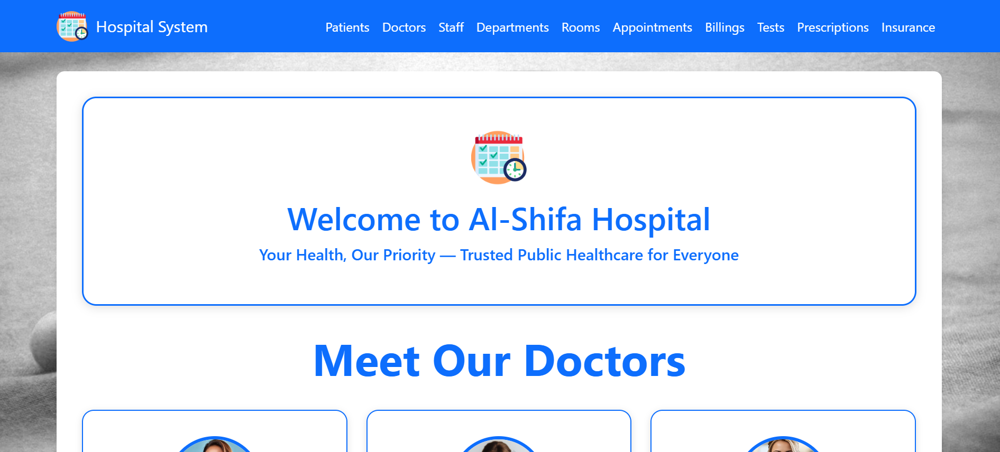 Hospital System
Patients Doctors Staff Departments Rooms Appointments Billings Tests Prescriptions Insurance
Welcome to Al-Shifa Hospital
Your Health, Our Priority — Trusted Public Healthcare for Everyone
Meet Our Doctors